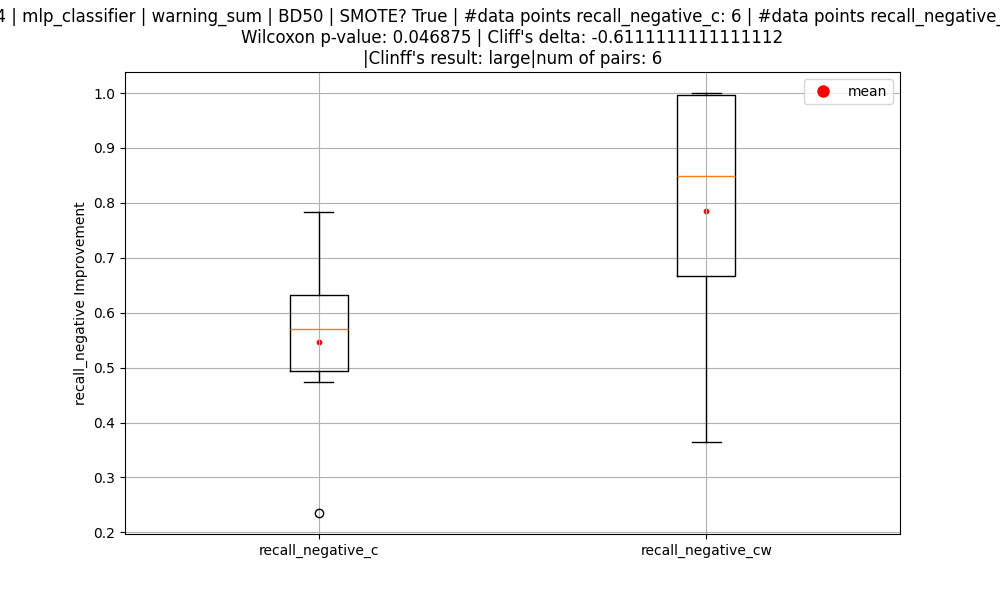 4 | mlp_classifier | warning_sum | BD50 | SMOTE? True | #data points recall_negative_c: 6 | #data points recall_negative_
Wilcoxon p-value: 0.046875 | Cliff's delta: -0.6111111111111112
|Clinff's result: large|num of pairs: 6
mean
1.0
0.9
0.8
0.7
0.6
0.5
0.4
0.3
0.2
recall_negative Improvement
recall_negative_c
recall_negative_cw